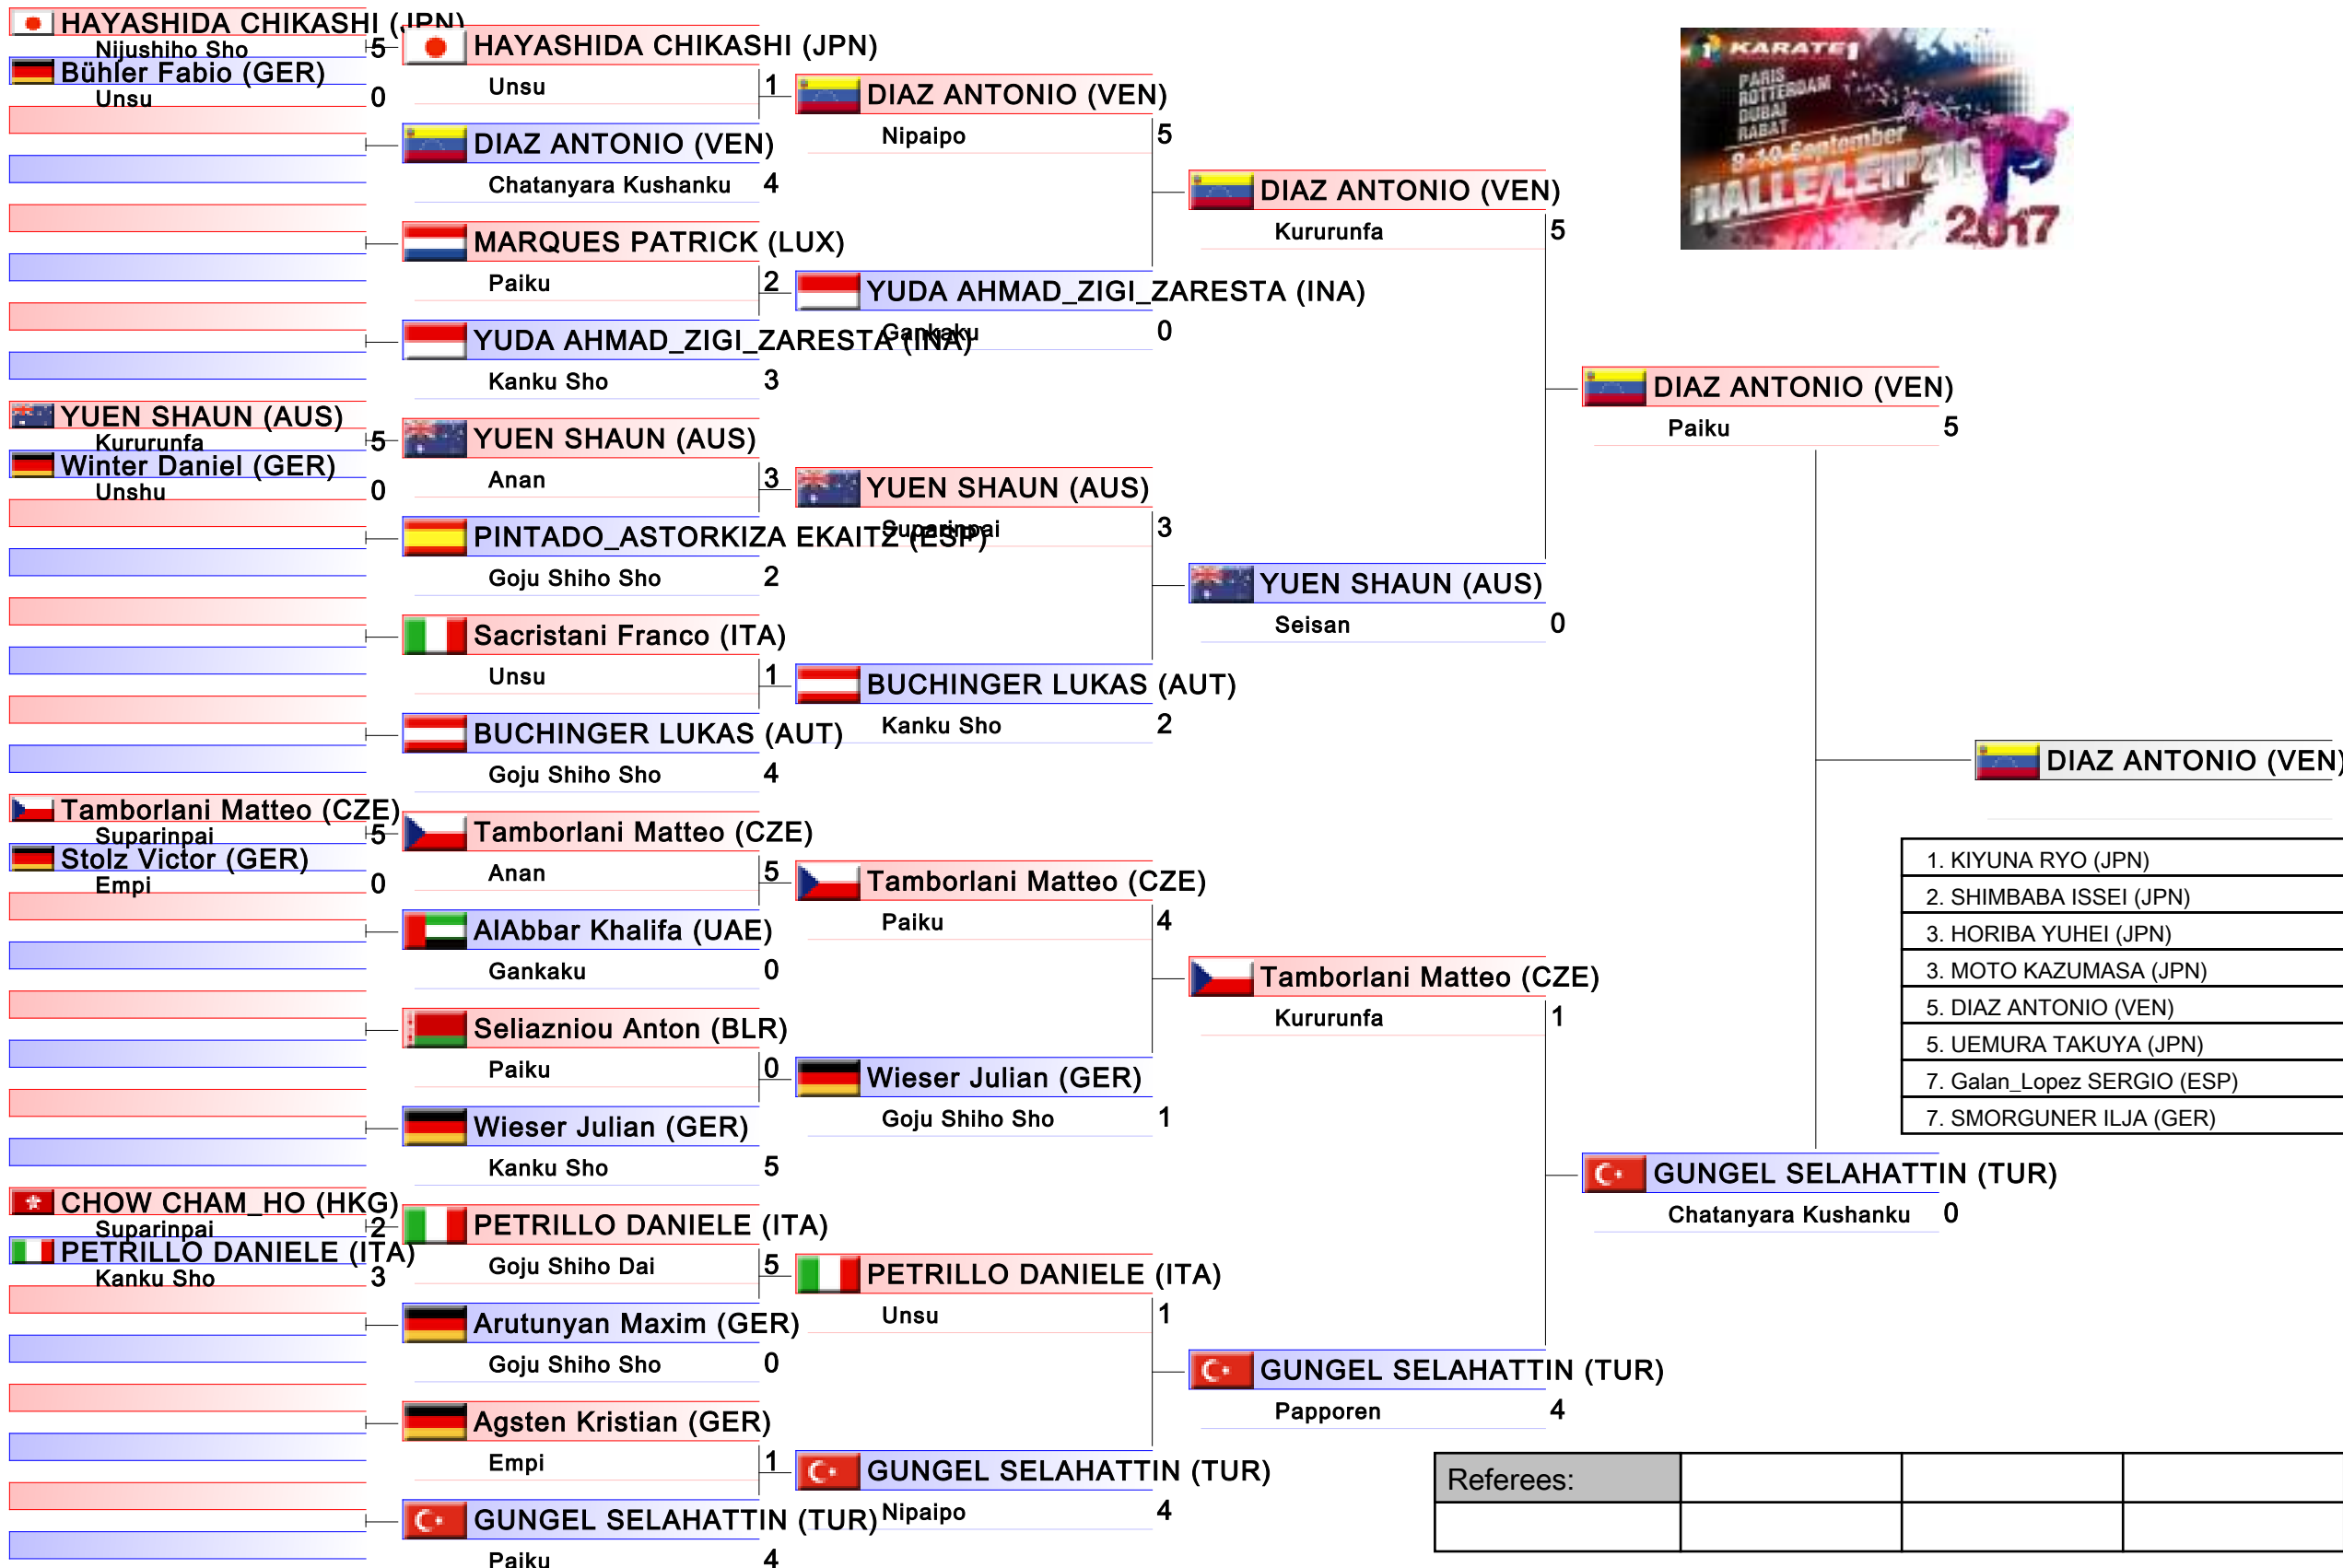 HAYASHIDA CHIKASHI (JPN)
Nijushiho Sho 5
Bühler Fabio (GER)
Unsu 0
YUEN SHAUN (AUS)
Kururunfa 5
Winter Daniel (GER)
Unshu 0
Tamborlani Matteo (CZE)
Suparinpai 5
Stolz Victor (GER)
Empi 0
CHOW CHAM_HO (HKG)
Suparinpai 2
PETRILLO DANIELE (ITA)
Kanku Sho 3
HAYASHIDA CHIKASHI (JPN)
Unsu 1
DIAZ ANTONIO (VEN)
Chatanyara Kushanku 4
MARQUES PATRICK (LUX)
Paiku 2
YUDA AHMAD_ZIGI_ZARESTA (INA)
Kanku Sho 3
YUEN SHAUN (AUS)
Anan 3
PINTADO_ASTORKIZA EKAITZ (ESP)
Goju Shiho Sho 2
Sacristani Franco (ITA)
Unsu 1
BUCHINGER LUKAS (AUT)
Goju Shiho Sho 4
Tamborlani Matteo (CZE)
Anan 5
AlAbbar Khalifa (UAE)
Gankaku 0
Seliazniou Anton (BLR)
Paiku 0
Wieser Julian (GER)
Kanku Sho 5
PETRILLO DANIELE (ITA)
Goju Shiho Dai 5
Arutunyan Maxim (GER)
Goju Shiho Sho 0
Agsten Kristian (GER)
Empi 1
GUNGEL SELAHATTIN (TUR)
Paiku 4
DIAZ ANTONIO (VEN)
Nipaipo 5
YUDA AHMAD_ZIGI_ZARESTA (INA)
Gankaku 0
YUEN SHAUN (AUS)
Suparinpai 3
BUCHINGER LUKAS (AUT)
Kanku Sho 2
Tamborlani Matteo (CZE)
Paiku 4
Wieser Julian (GER)
Goju Shiho Sho 1
PETRILLO DANIELE (ITA)
Unsu 1
GUNGEL SELAHATTIN (TUR)
Nipaipo 4
DIAZ ANTONIO (VEN)
Kururunfa 5
YUEN SHAUN (AUS)
Seisan 0
Tamborlani Matteo (CZE)
Kururunfa 1
GUNGEL SELAHATTIN (TUR)
Papporen 4
DIAZ ANTONIO (VEN)
Paiku 5
GUNGEL SELAHATTIN (TUR)
Chatanyara Kushanku 0
DIAZ ANTONIO (VEN)
KARATE1
PARIS
ROTTERDAM
DUBAI
RABAT
8-10 September
HALLE/LEIPZIG
2017
1. KIYUNA RYO (JPN)
2. SHIMBABA ISSEI (JPN)
3. HORIBA YUHEI (JPN)
3. MOTO KAZUMASA (JPN)
5. DIAZ ANTONIO (VEN)
5. UEMURA TAKUYA (JPN)
7. Galan_Lopez SERGIO (ESP)
7. SMORGUNER ILJA (GER)
Referees: